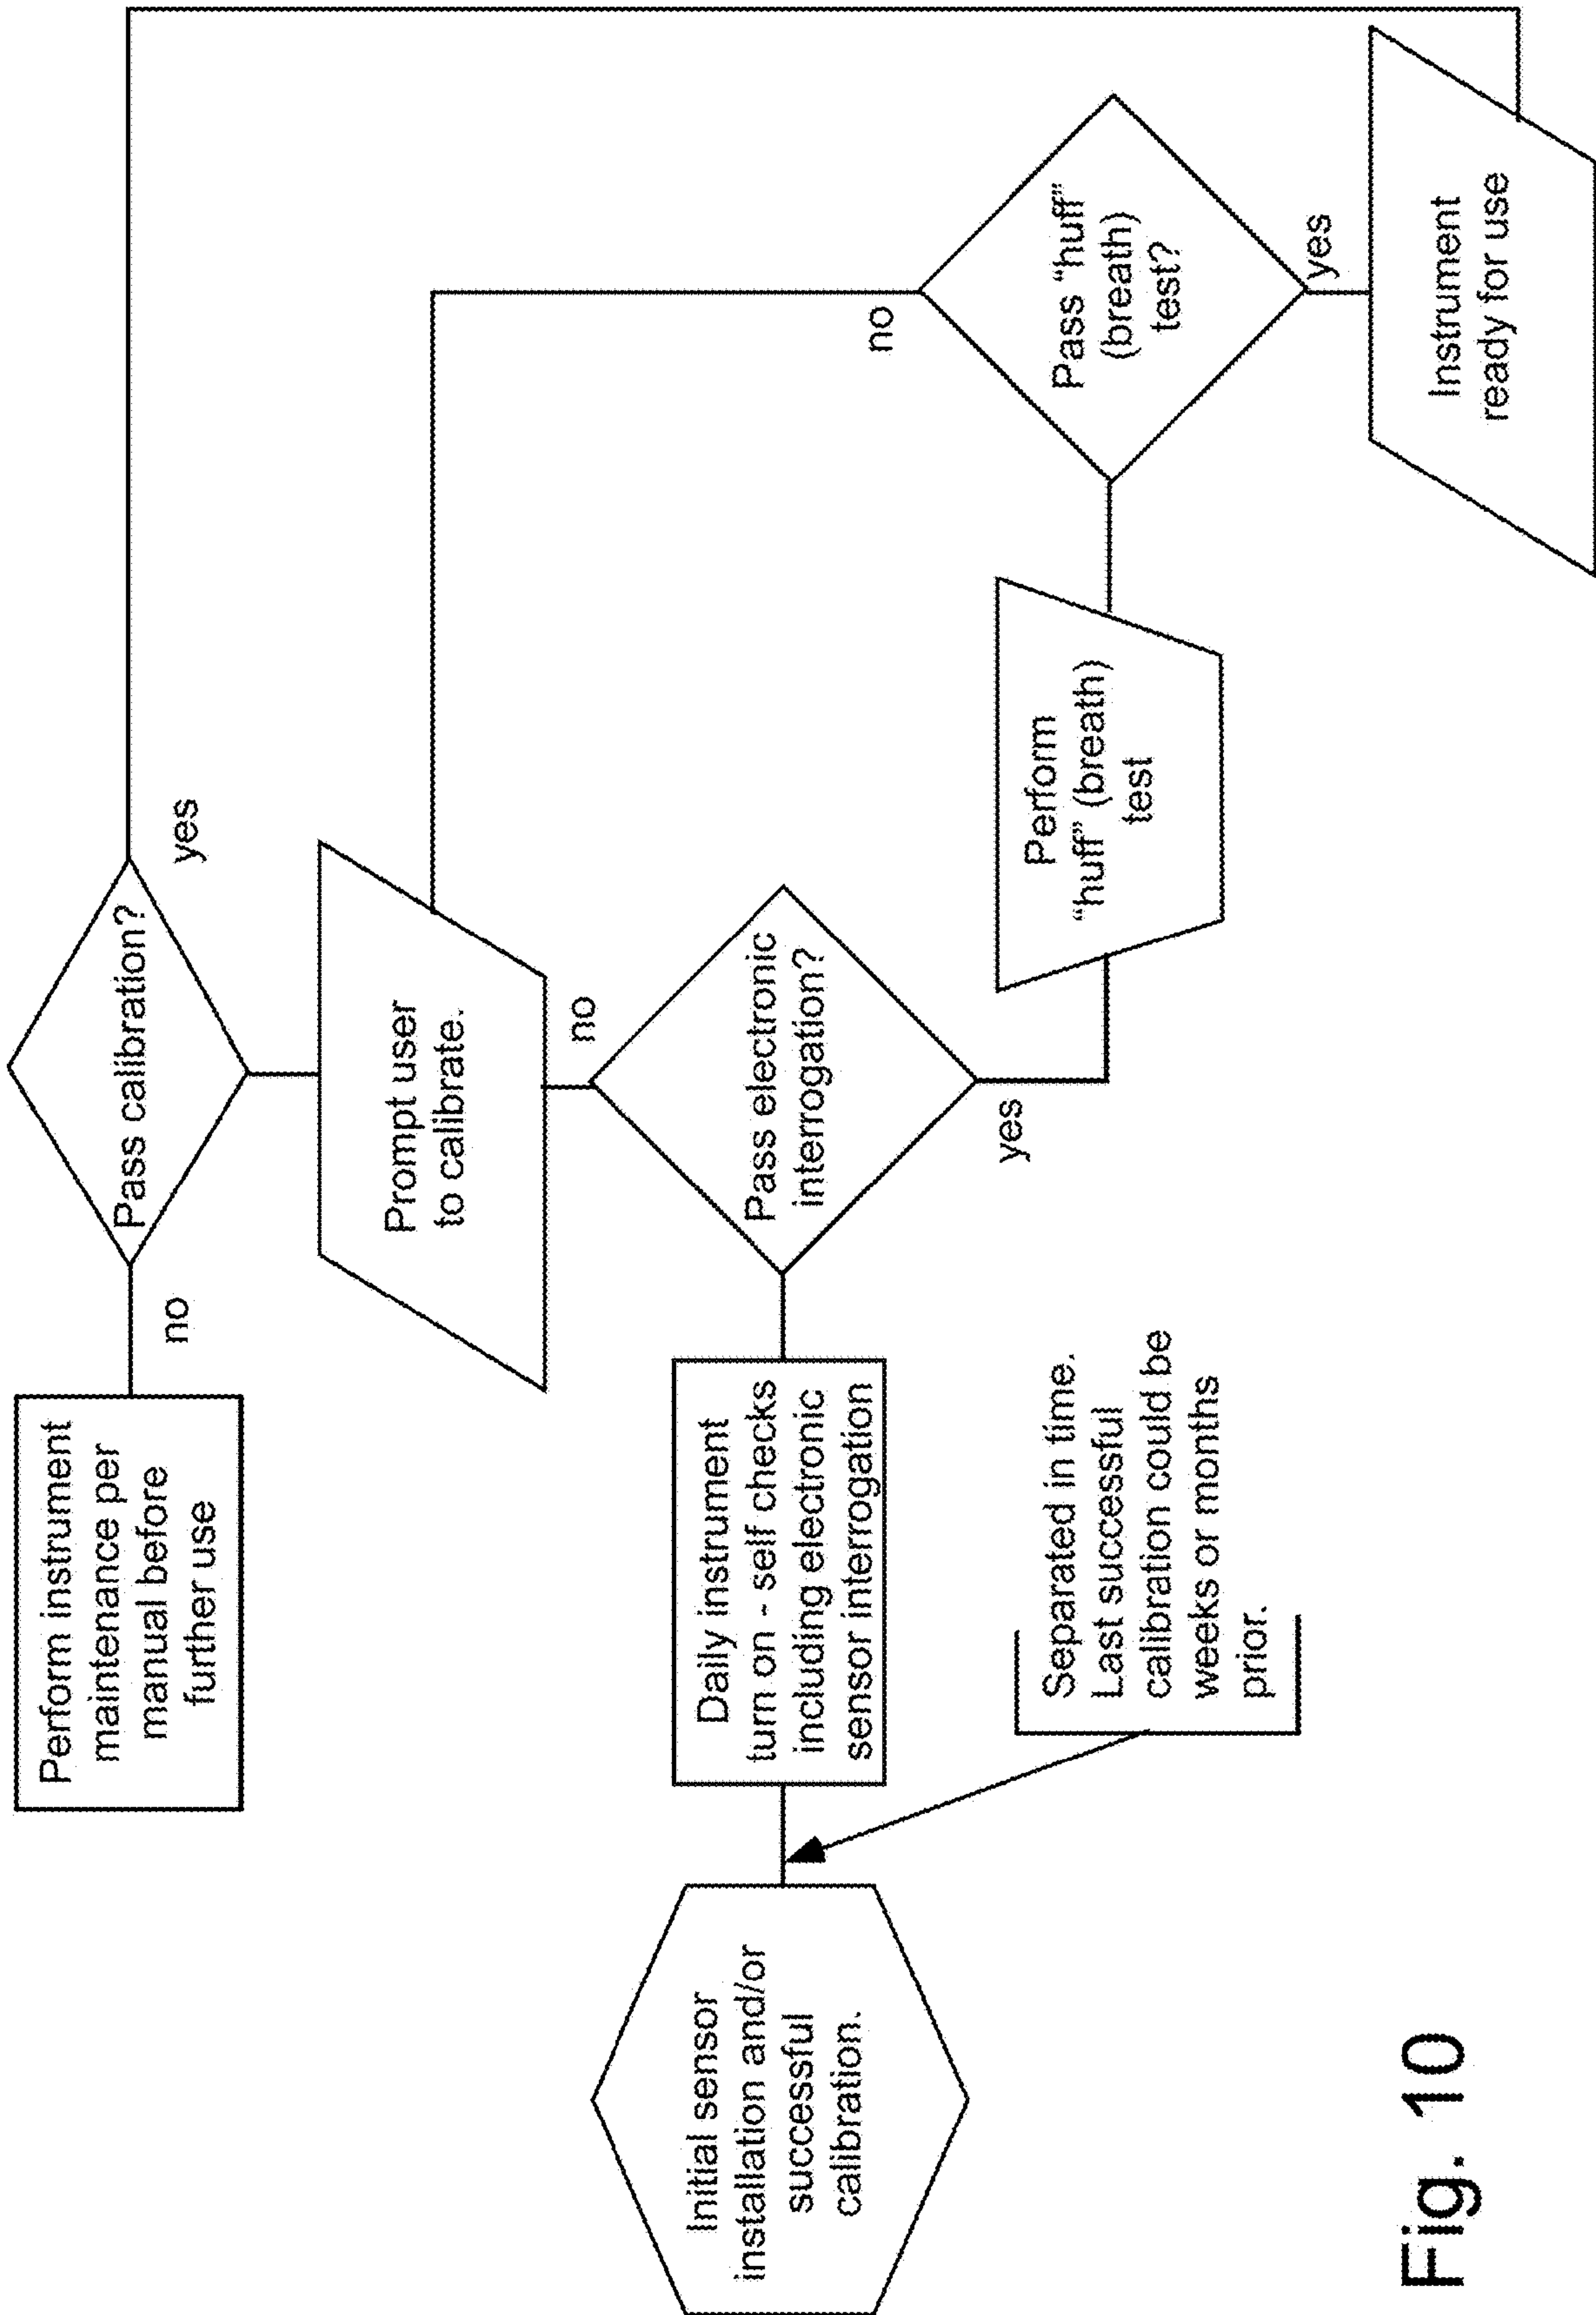 Perform instrument
maintenance per
manual before
further use
no
Pass calibration?
yes
Prompt user
to calibrate.
no
Initial sensor
installation and/or
successful
calibration.
Daily instrument
turn on - self checks
including electronic
sensor interrogation
Pass electronic
interrogation?
yes
Separated in time.
Last successful
calibration could be
weeks or months
prior.
Perform
"huff" (breath)
test
no
Pass "huff"
(breath)
test?
yes
Instrument
ready for use
Fig. 10